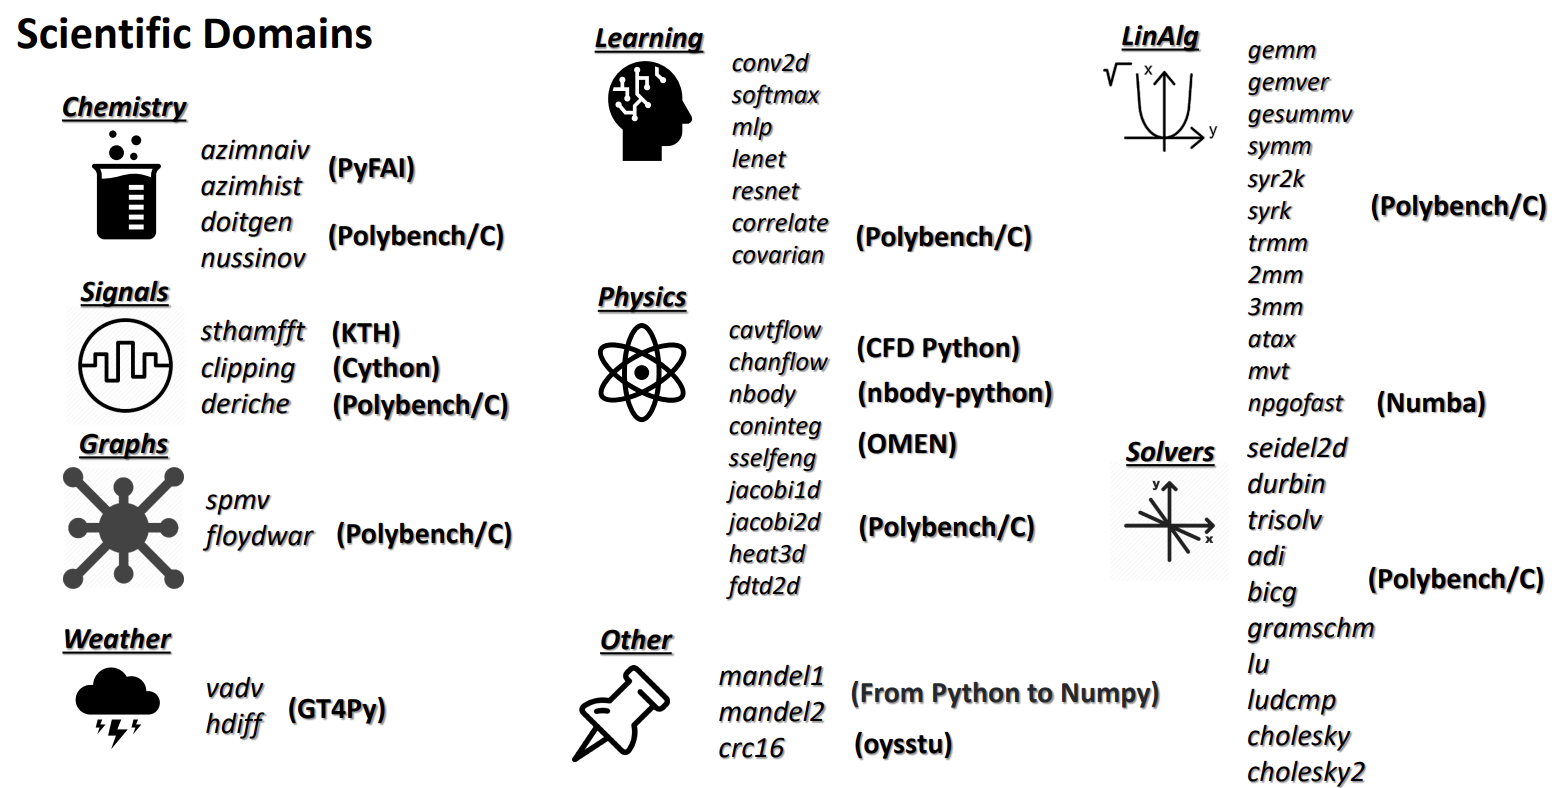 Scientific Domains
Chemistry
azimnaiv
azimhist
(PyFAI)
doitgen
nussinov
(Polybench/C)
Signals
sthamfft (KTH)
clipping (Cython)
deriche (Polybench/C)
Graphs
spmv
floydwar (Polybench/C)
Weather
vadv
hdiff
(GT4Py)
Learning
conv2d
softmax
mlp
lenet
resnet
correlate
covarian
(Polybench/C)
Physics
cavtflow
chanflow
(CFD Python)
nbody (nbody-python)
coninteg
sselfeng
(OMEN)
jacobi1d
jacobi2d
heat3d
fdtd2d
(Polybench/C)
Other
mandel1
mandel2
(From Python to Numpy)
crc16 (oysstu)
LinAlg
√
x
y
gemm
gemver
gesummv
symm
syr2k
syrk
trmm
2mm
3mm
atax
mvt
(Polybench/C)
npgofast (Numba)
Solvers
y
x
seidel2d
durbin
trisolv
adi
bicg
gramschm
lu
ludcmp
cholesky
cholesky2
(Polybench/C)